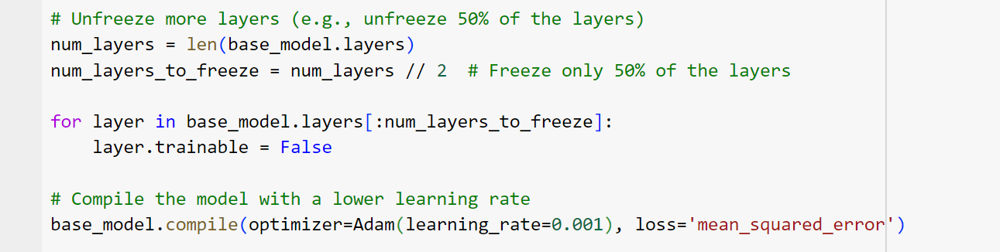 # Unfreeze more layers (e.g., unfreeze 50% of the layers)
num_layers = len(base_model.layers)
num_layers_to_freeze = num_layers // 2  # Freeze only 50% of the layers
for layer in base_model.layers[:num_layers_to_freeze]:
    layer.trainable = False
# Compile the model with a lower learning rate
base_model.compile(optimizer=Adam(learning_rate=0.001), loss='mean_squared_error')